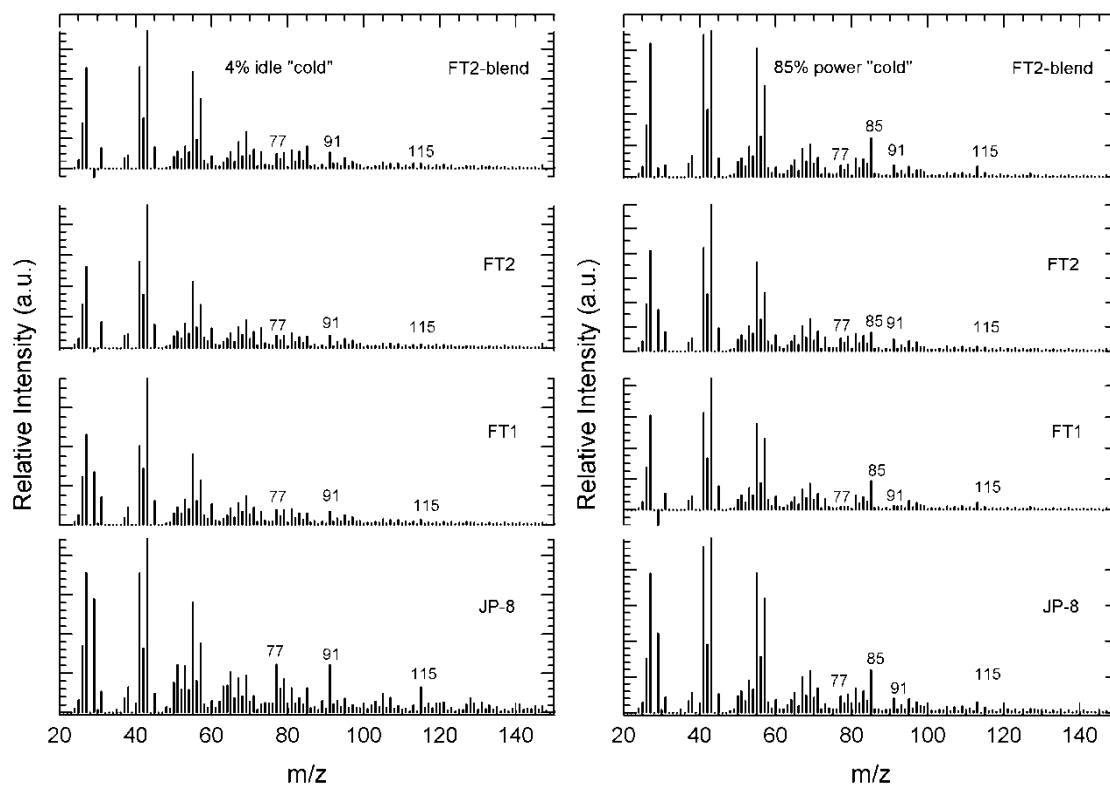 4% idle "cold"
FT2-blend
77
91
115
FT2
77
91
115
FT1
77
91
115
JP-8
77
91
115
20 40 60 80 100 120 140
m/z
Relative Intensity (a.u.)
85% power "cold"
FT2-blend
77
85
91
115
FT2
77
85
91
115
FT1
77
85
91
115
JP-8
77
85
91
115
20 40 60 80 100 120 140
m/z
Relative Intensity (a.u.)